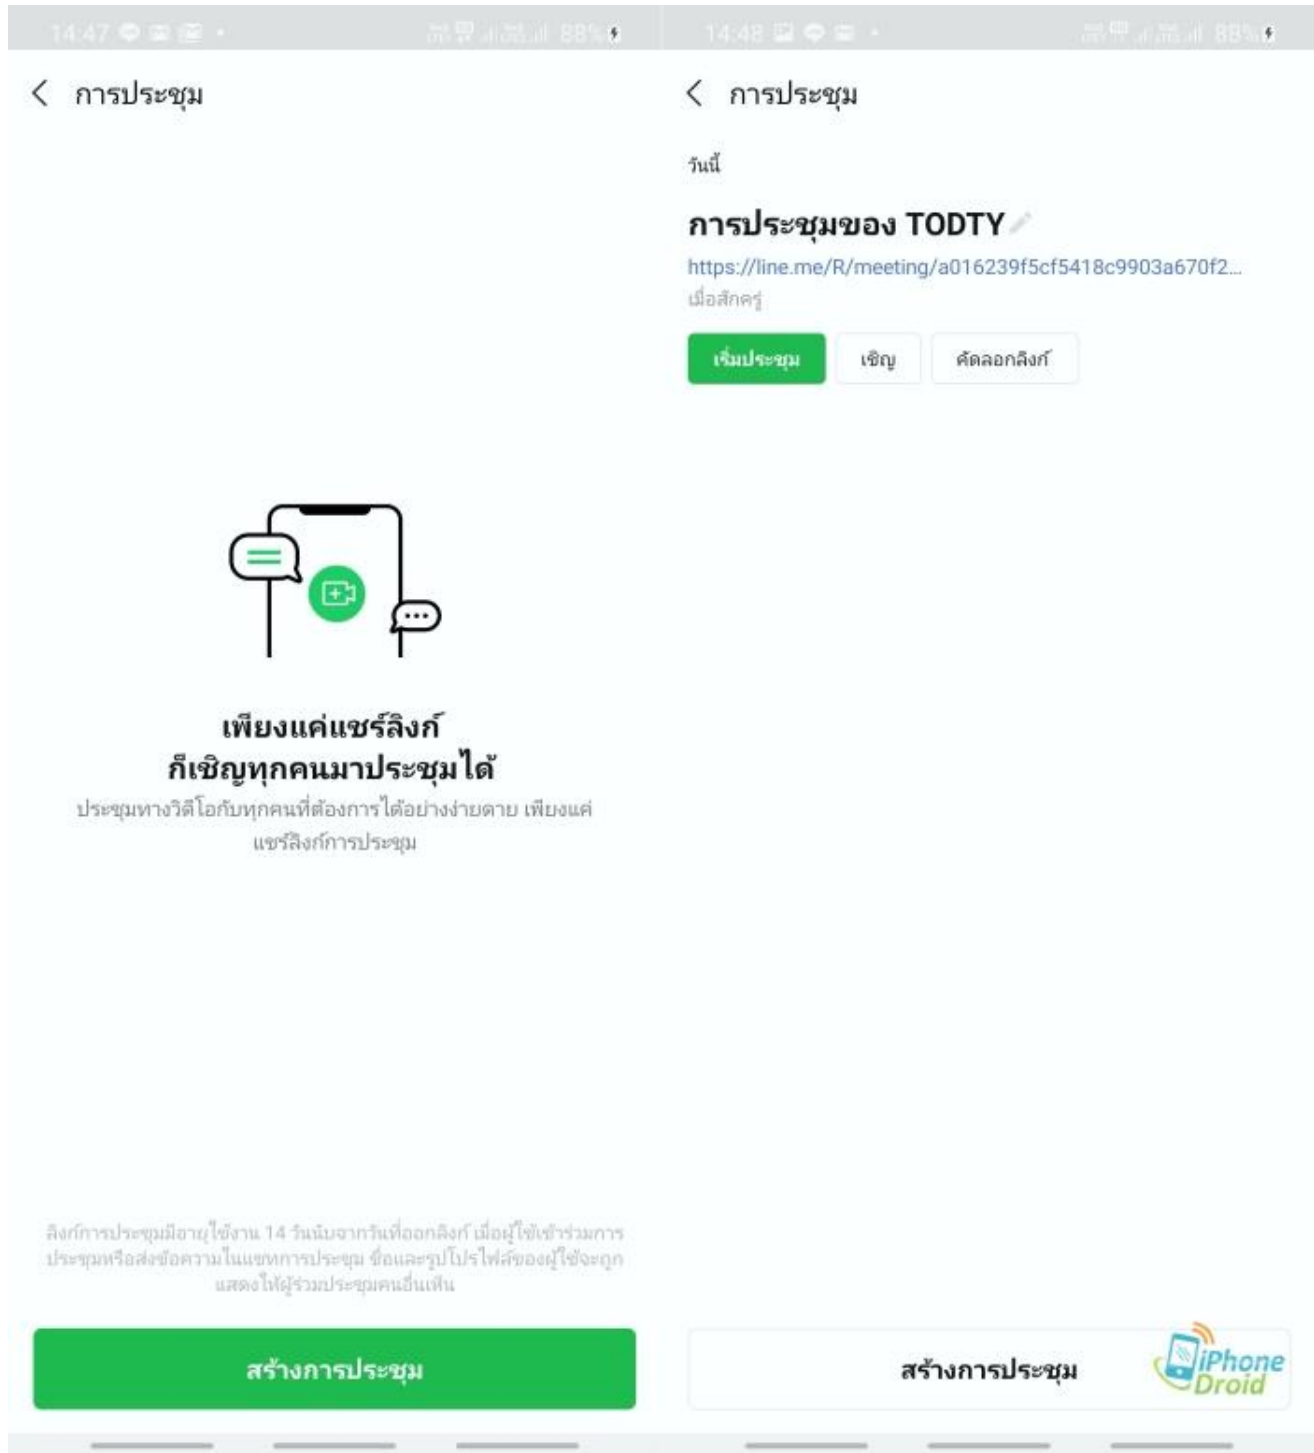 14:47
88%
การประชุม
เพียงแค่แชร์ลิงก์
ก็เชิญทุกคนมาประชุมได้
ประชุมทางวิดีโอกับทุกคนที่ต้องการได้อย่างง่ายดาย เพียงแค่
แชร์ลิงก์การประชุม
ลิงก์การประชุมมีอายุใช้งาน 14 วันนับจากวันที่ออกลิงก์ เมื่อผู้ใช้เข้าร่วมการ
ประชุมหรือส่งข้อความในแชทการประชุม ชื่อและรูปโปรไฟล์ของผู้ใช้จะถูก
แสดงให้ผู้ร่วมประชุมคนอื่นเห็น
สร้างการประชุม
14:48
88%
การประชุม
วันนี้
การประชุมของ TODTY
https://line.me/R/meeting/a016239f5cf5418c9903a670f2...
เมื่อสักครู่
เริ่มประชุม
เชิญ
คัดลอกลิงก์
สร้างการประชุม
iPhone
Droid